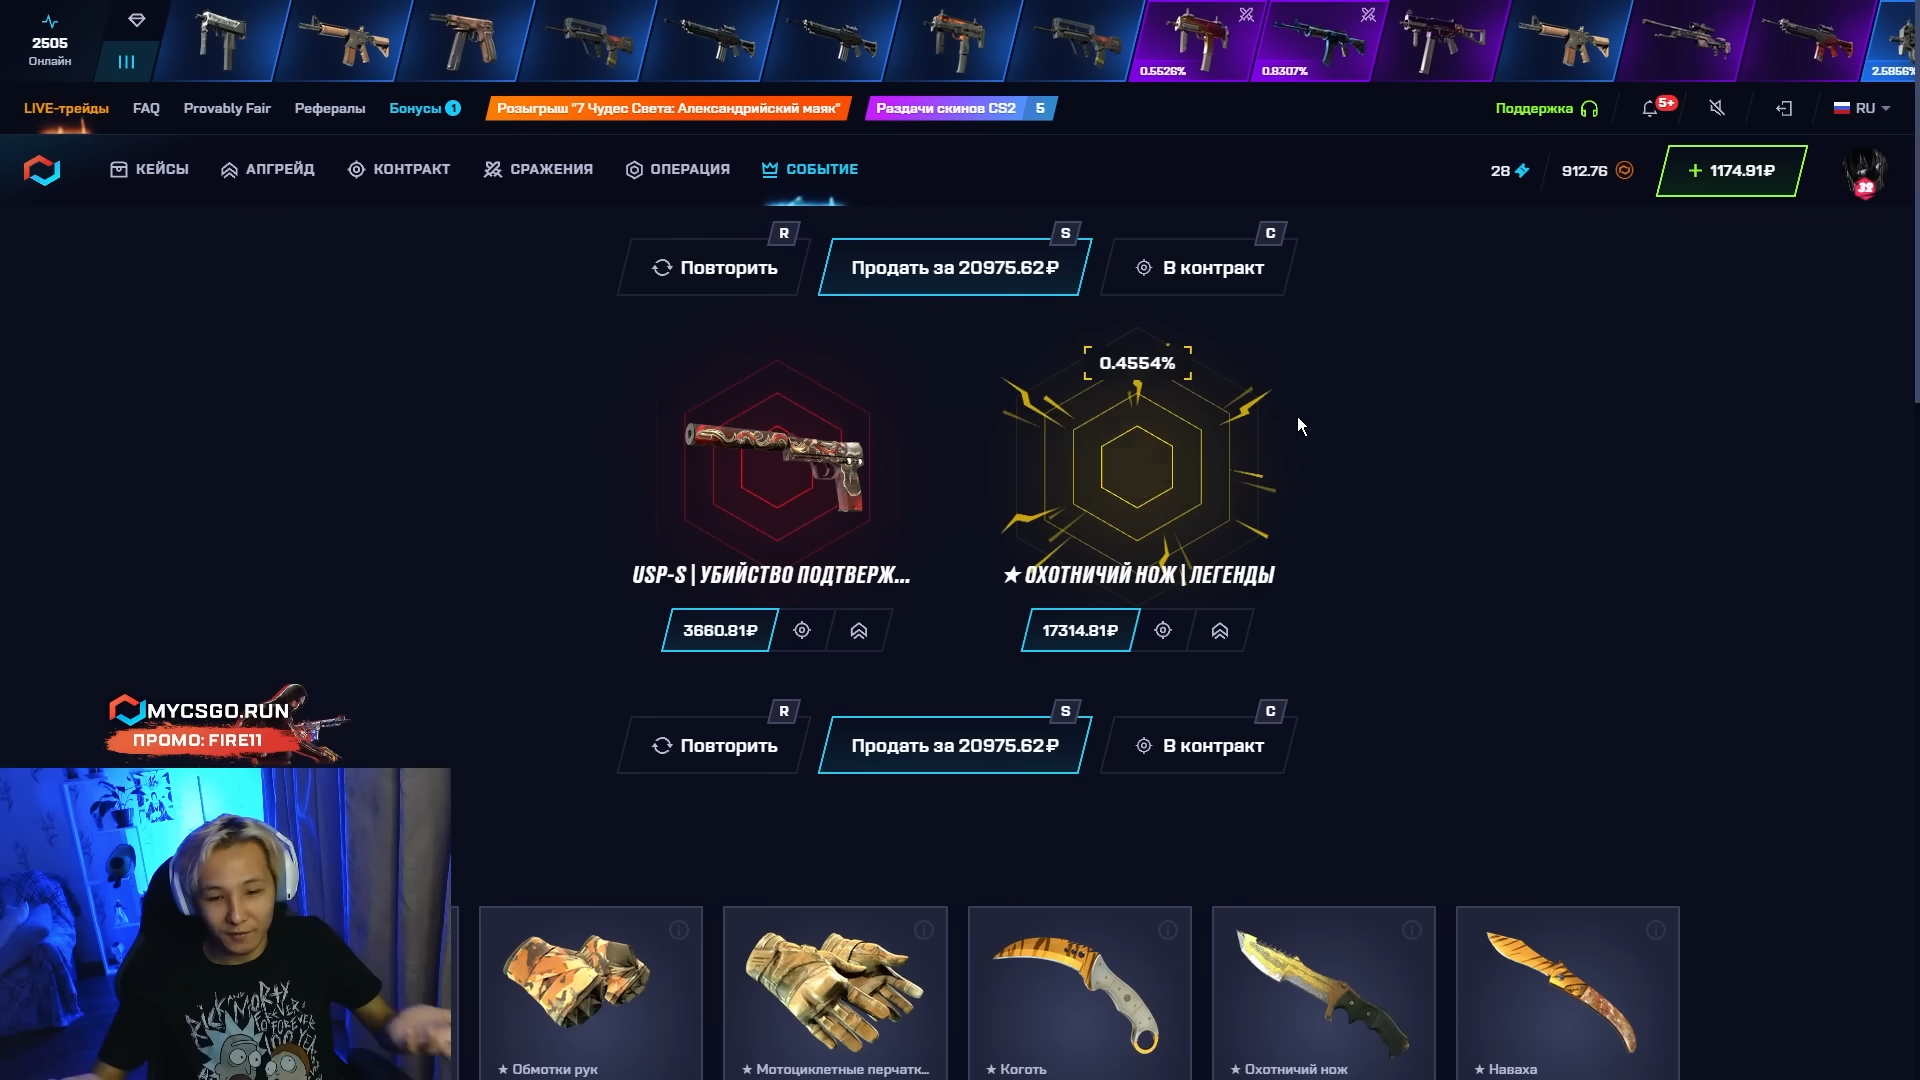 2505
Онлайн
0.5526%
0.8307%
2.5856%
LIVE-трейды
FAQ
Provably Fair
Рефералы
Бонусы 1
Розыгрыш "7 Чудес Света: Александрийский маяк"
Раздачи скинов CS2 5
Поддержка
5+
RU
КЕЙСЫ
АПГРЕЙД
КОНТРАКТ
СРАЖЕНИЯ
ОПЕРАЦИЯ
СОБЫТИЕ
28
912.76
+ 1174.91₽
32
R
S
C
Повторить
Продать за 20975.62₽
В контракт
0.4554%
USP-S | УБИЙСТВО ПОДТВЕРЖ...
★ ОХОТНИЧИЙ НОЖ | ЛЕГЕНДЫ
3660.81₽
17314.81₽
R
S
C
Повторить
Продать за 20975.62₽
В контракт
MYCSGO.RUN
ПРОМО: FIRE11
RICK AND MORTY
★ Обмотки рук
★ Мотоциклетные перчатк...
★ Коготь
★ Охотничий нож
★ Наваха